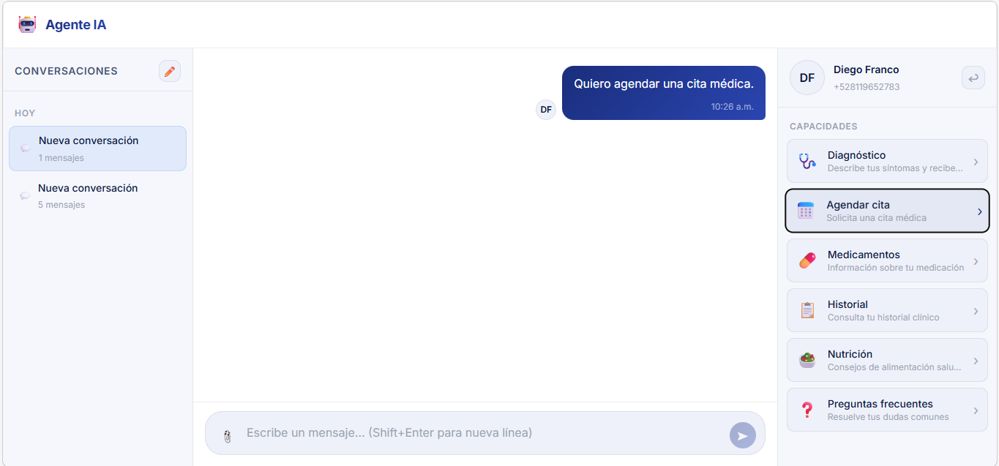 Agente IA
CONVERSACIONES
HOY
Nueva conversación
1 mensajes
Nueva conversación
5 mensajes
Quiero agendar una cita médica.
10:26 a.m.
DF
Escribe un mensaje... (Shift+Enter para nueva línea)
DF
Diego Franco
+528119652783
CAPACIDADES
Diagnóstico
Describe tus síntomas y recibe...
Agendar cita
Solicita una cita médica
Medicamentos
Información sobre tu medicación
Historial
Consulta tu historial clínico
Nutrición
Consejos de alimentación salu...
Preguntas frecuentes
Resuelve tus dudas comunes